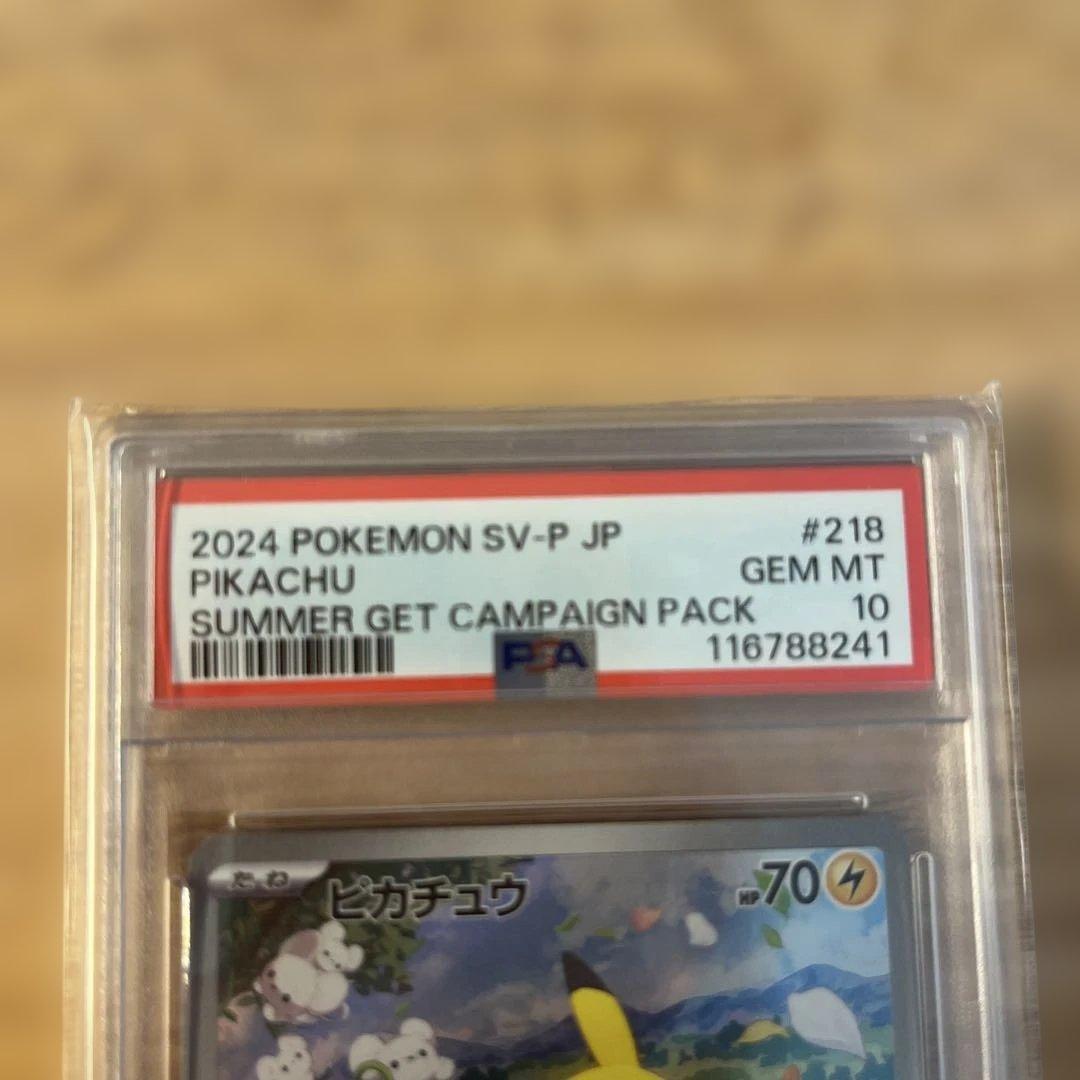 2024 POKEMON SV-P JP #218
PIKACHU GEM MT
SUMMER GET CAMPAIGN PACK 10
PSA 116788241
たね ピカチュウ HP70